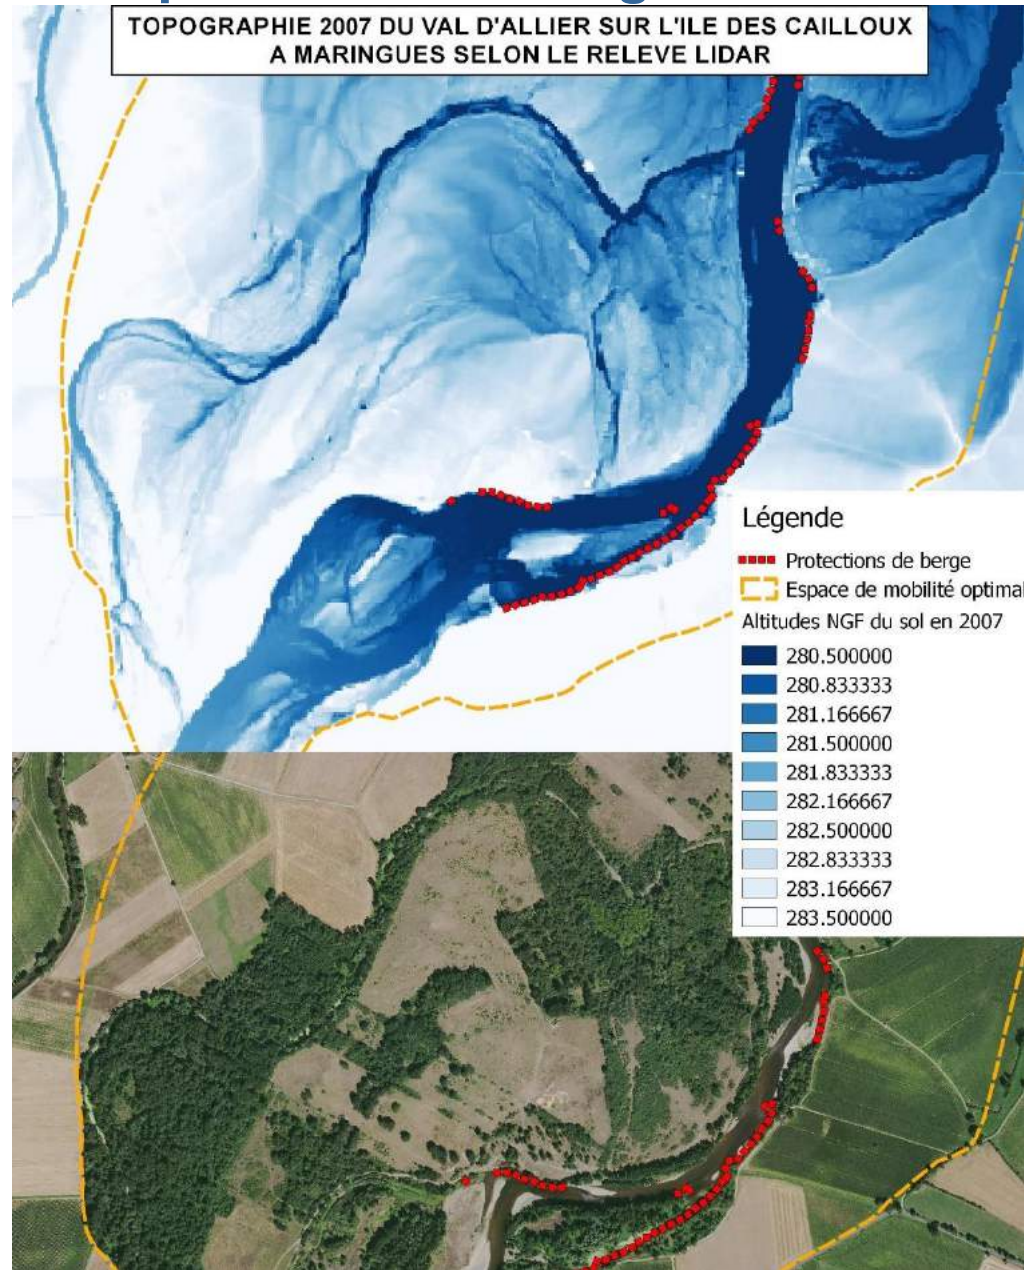 TOPOGRAPHIE 2007 DU VAL D'ALLIER SUR L'ILE DES CAILLOUX
A MARINGUES SELON LE RELEVE LIDAR
Légende
Protections de berge
Espace de mobilité optimal
Altitudes NGF du sol en 2007
280.500000
280.833333
281.166667
281.500000
281.833333
282.166667
282.500000
282.833333
283.166667
283.500000